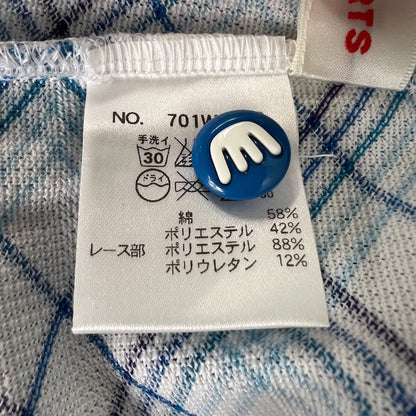 RTS
NO. 701W
手洗イ
30
ドライ
綿 58%
ポリエステル 42%
レース部 ポリエステル 88%
ポリウレタン 12%